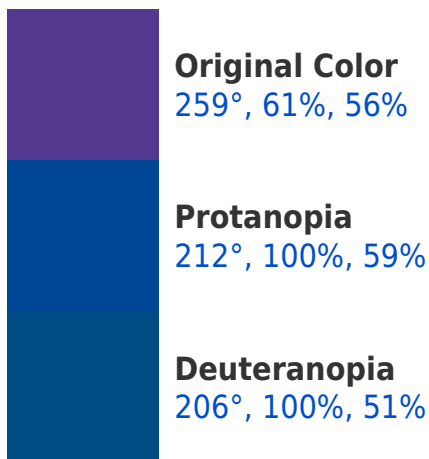 Original Color
259°, 61%, 56%
Protanopia
212°, 100%, 59%
Deuteranopia
206°, 100%, 51%